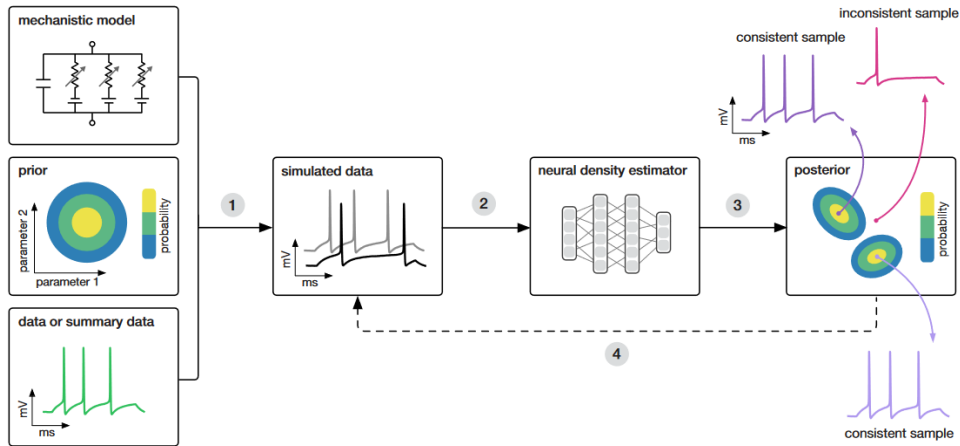 mechanistic model
prior
parameter 2
parameter 1
probability
data or summary data
mV
ms
1
simulated data
mV
ms
2
neural density estimator
3
posterior
probability
4
consistent sample
mV
ms
inconsistent sample
consistent sample